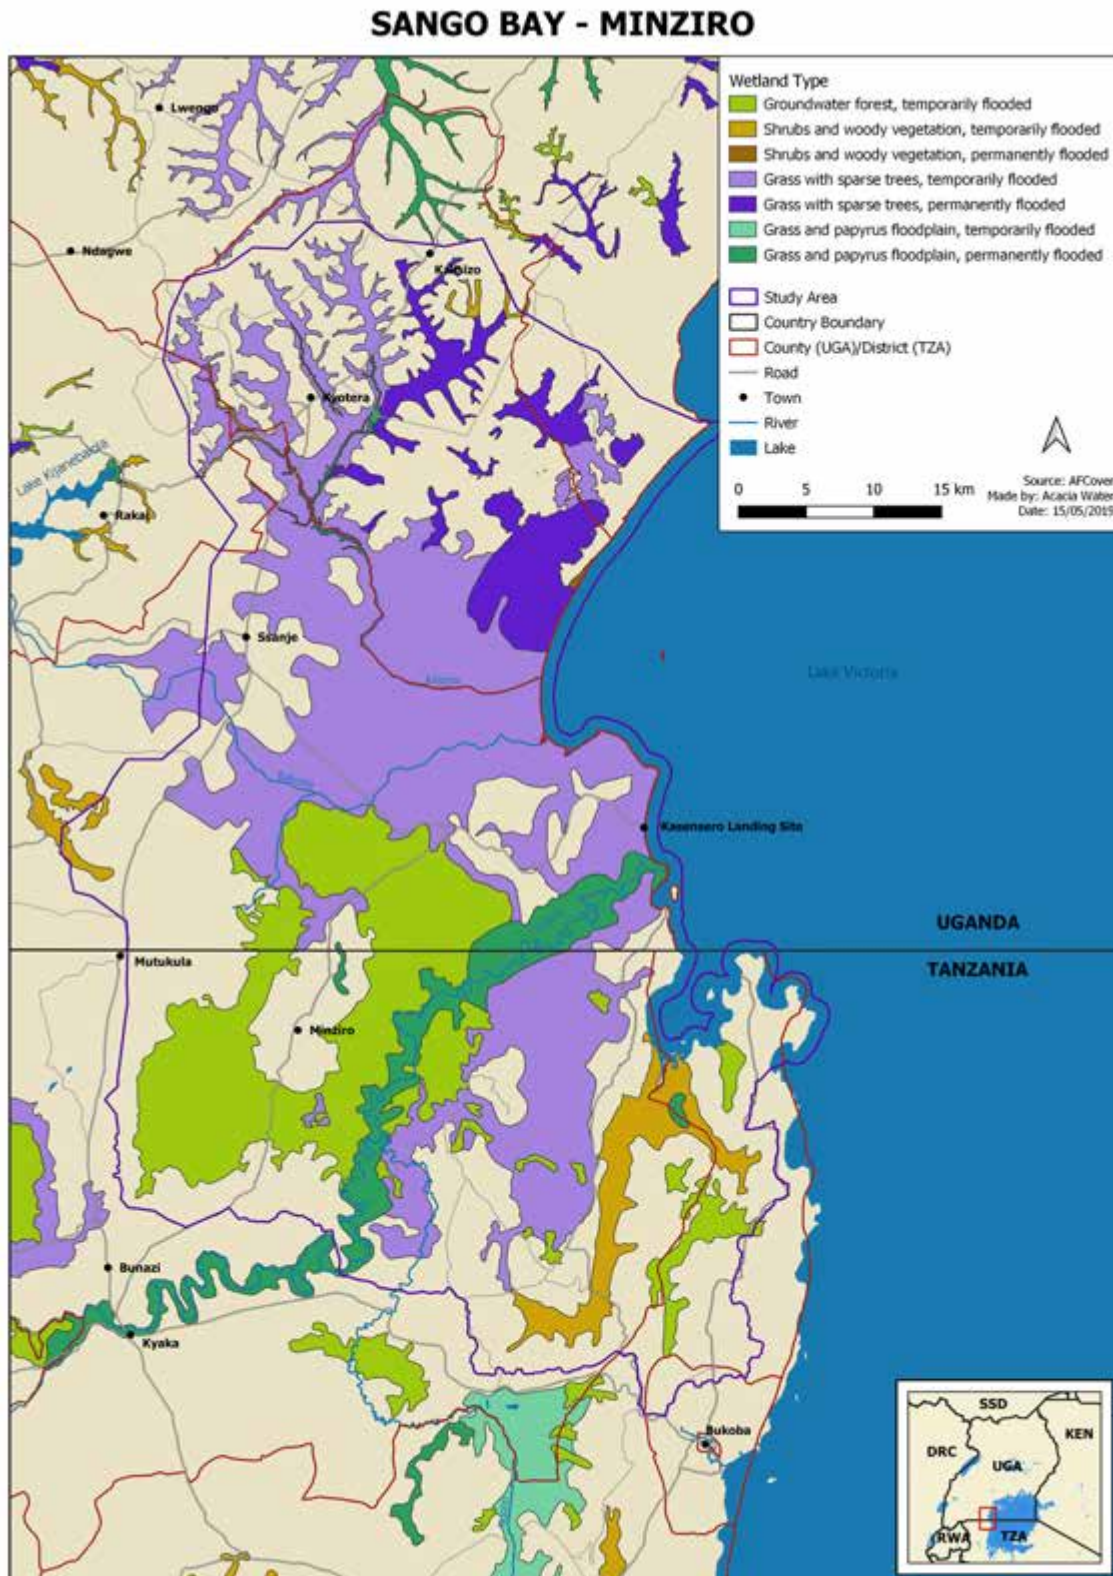 SANGO BAY - MINZIRO
Wetland Type
Groundwater forest, temporarily flooded
Shrubs and woody vegetation, temporarily flooded
Shrubs and woody vegetation, permanently flooded
Grass with sparse trees, temporarily flooded
Grass with sparse trees, permanently flooded
Grass and papyrus floodplain, temporarily flooded
Grass and papyrus floodplain, permanently flooded
Study Area
Country Boundary
County (UGA)/District (TZA)
Road
Town
River
Lake
0 5 10 15 km
Source: AFCover
Made by: Acacia Water
Date: 15/05/2019
Lwengo
Ndagwe
Kyotera
Lake Kijanebalola
Rakai
Ssanje
Lake Victoria
Kasensero Landing Site
UGANDA
TANZANIA
Mutukula
Minziro
Bunazi
Kyaka
Bukoba
SSD
DRC
UGA
KEN
RWA
TZA